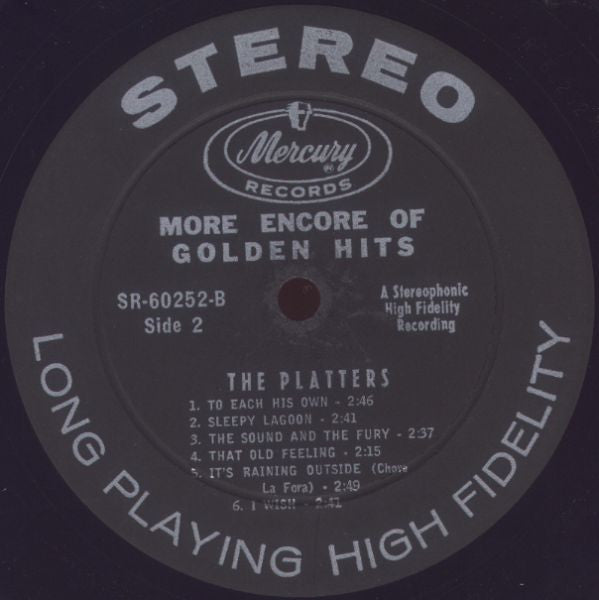 STEREO
Mercury
RECORDS
MORE ENCORE OF
GOLDEN HITS
SR-60252-B
Side 2
A Stereophonic
High Fidelity
Recording
THE PLATTERS
1. TO EACH HIS OWN - 2:46
2. SLEEPY LAGOON - 2:41
3. THE SOUND AND THE FURY - 2:37
4. THAT OLD FEELING - 2:15
5. IT'S RAINING OUTSIDE (Chove
La Fora) - 2:49
6. I WISH - 2:41
LONG PLAYING HIGH FIDELITY